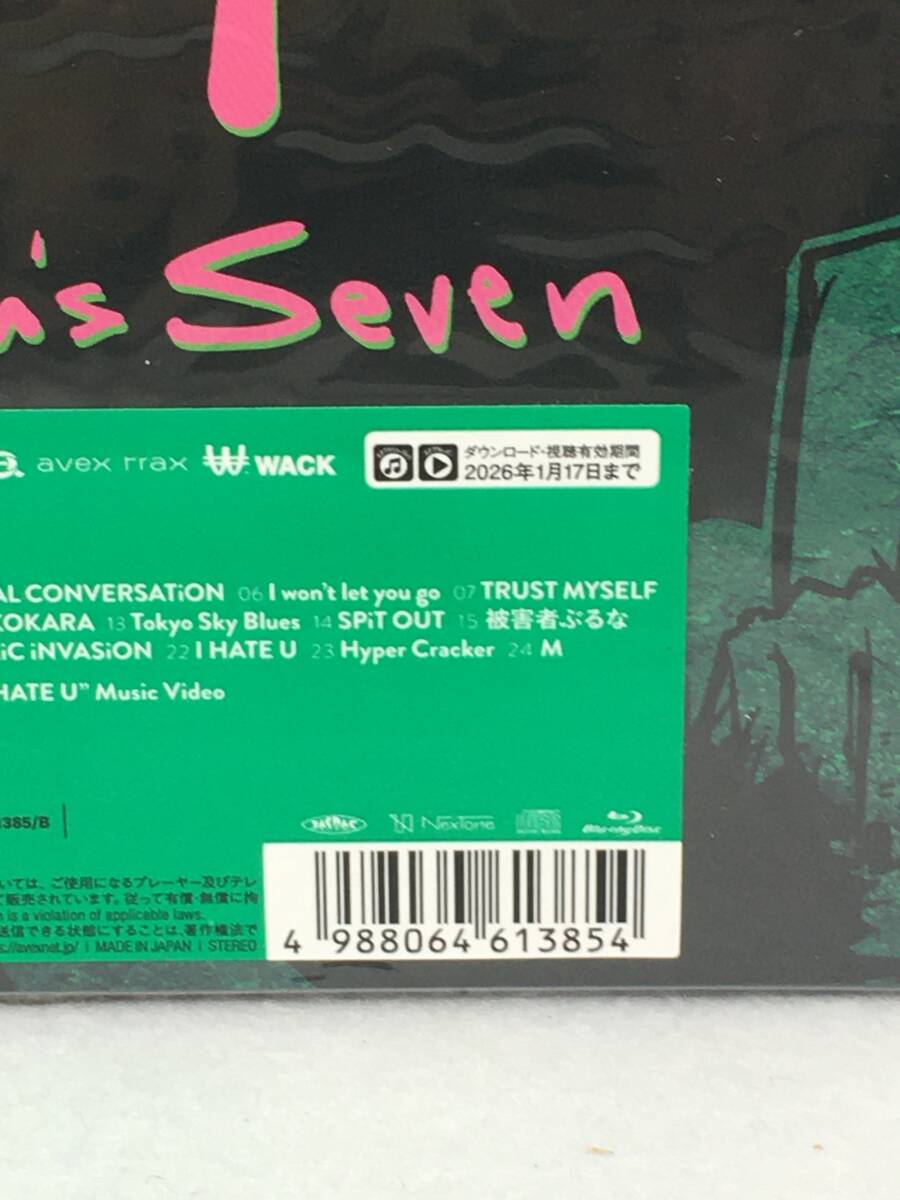 's Seven
avex trax WACK
ダウンロード・視聴有効期間
2026年1月17日まで
AL CONVERSATiON 06 I won't let you go 07 TRUST MYSELF
KOKARA 13 Tokyo Sky Blues 14 SPiT OUT 15 被害者ぶるな
iC iNVASiON 22 I HATE U 23 Hyper Cracker 24 M
HATE U” Music Video
385/B
JASRAC NexTone Blu-ray Disc
いては、ご使用になるプレーヤー及びテレ
て販売されています。従って有償・無償に拘
n is a violation of applicable laws.
送信できる状態にすることは、著作権法で
s://avexnet.jp/ | MADE IN JAPAN | STEREO
4 988064 613854